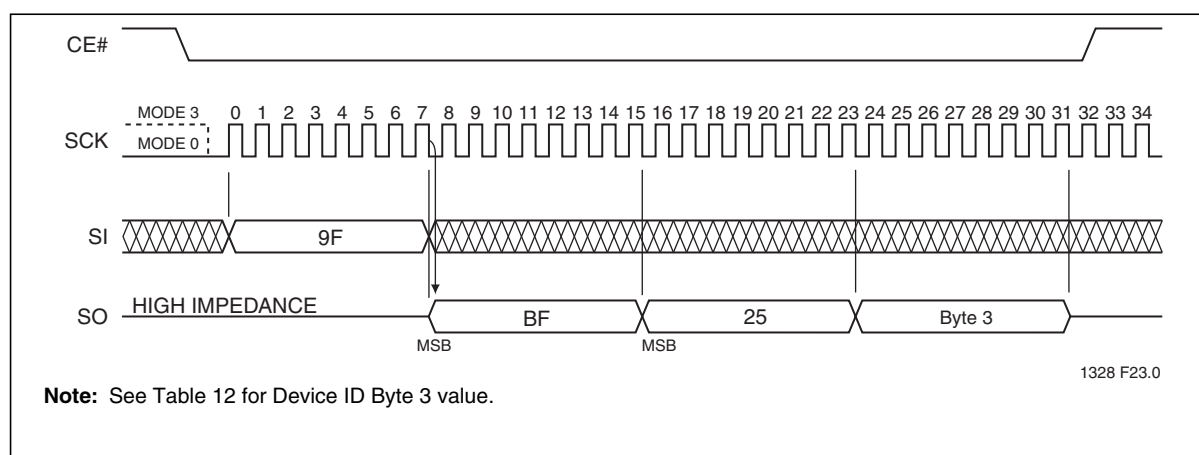 CE#
MODE 3
0 1 2 3 4 5 6 7 8 9 10 11 12 13 14 15 16 17 18 19 20 21 22 23 24 25 26 27 28 29 30 31 32 33 34
SCK
MODE 0
SI
9F
SO
HIGH IMPEDANCE
BF
25
Byte 3
MSB
MSB
1328 F23.0
Note: See Table 12 for Device ID Byte 3 value.